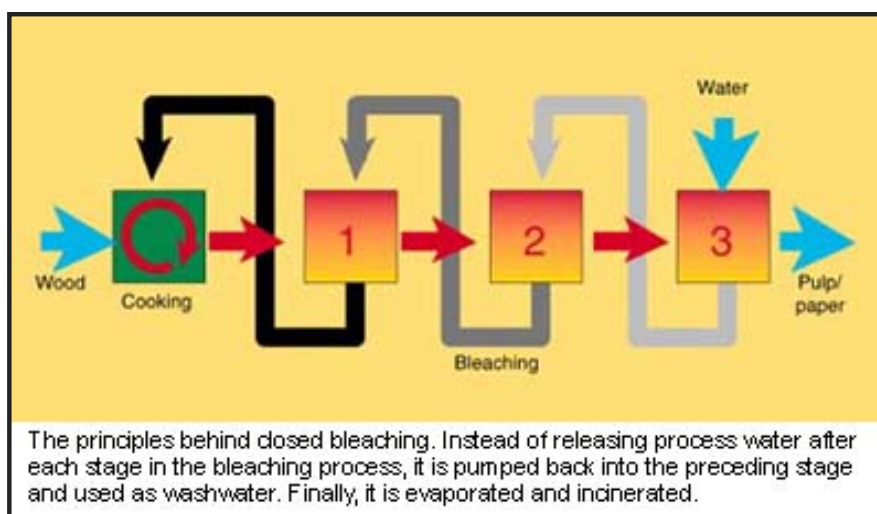 Water
1
2
3
Wood
Cooking
Pulp/
paper
Bleaching
The principles behind closed bleaching. Instead of releasing process water after
each stage in the bleaching process, it is pumped back into the preceding stage
and used as washwater. Finally, it is evaporated and incinerated.